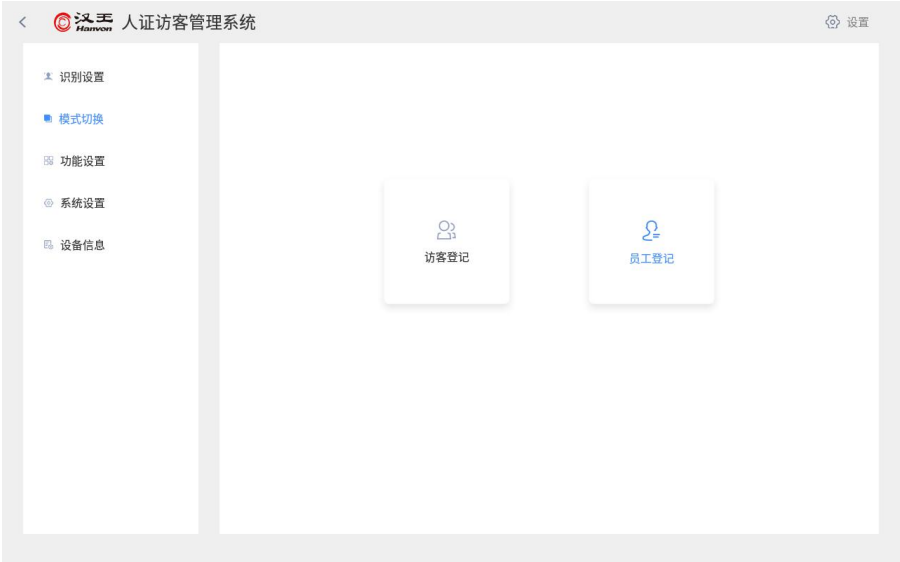 汉王 Hanvon 人证访客管理系统 设置
识别设置
模式切换
功能设置
系统设置
设备信息
访客登记
员工登记